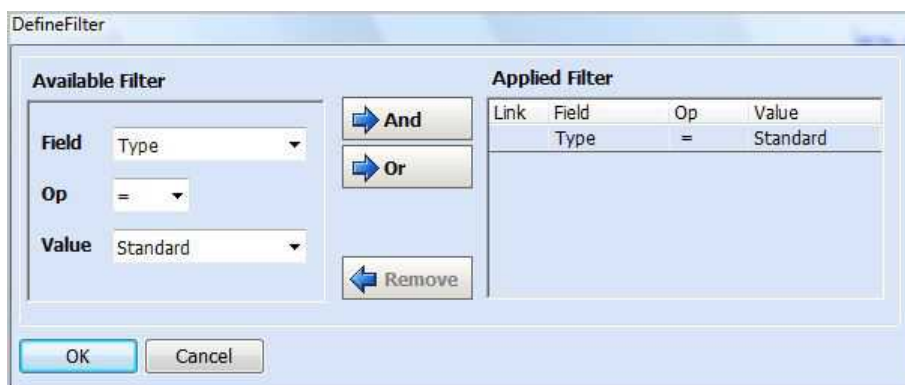 DefineFilter
Available Filter
Field Type
Op =
Value Standard
And
Or
Remove
Applied Filter
Link Field Op Value
Type = Standard
OK Cancel